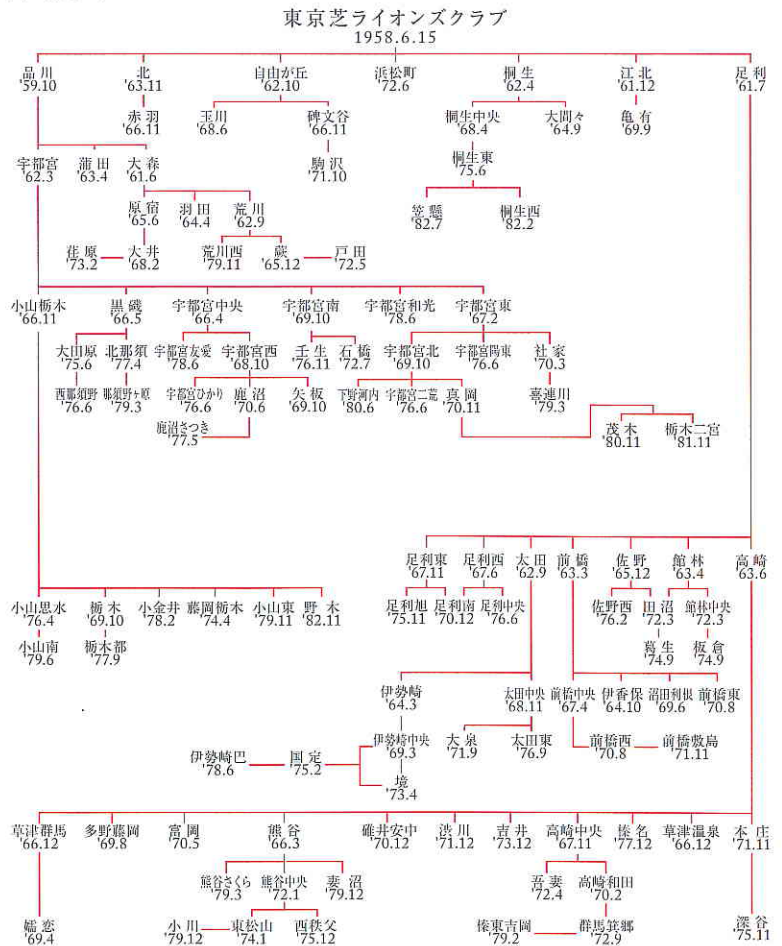 東京芝ライオンズクラブ
1958.6.15
品川 北 自由が丘 浜松町 桐生 江北 足利
'59.10 '63.11 '62.10 '72.6 '62.4 '61.12 '61.7
赤羽 玉川 碑文谷 桐生中央 大間々 亀有
'66.11 '68.6 '66.11 '68.4 '64.9 '69.9
宇都宮 蒲田 大森 駒沢 桐生東
'62.3 '63.4 '61.6 '71.10 '75.6
原宿 羽田 荒川 笠懸 桐生西
'65.6 '64.4 '62.9 '82.7 '82.2
荏原 大井 荒川西 蕨 戸田
'73.2 '68.2 '79.11 '65.12 '72.5
小山栃木 黒磯 宇都宮中央 宇都宮南 宇都宮和光 宇都宮東
'66.11 '66.5 '66.4 '69.10 '78.6 '67.2
大田原 北那須 宇都宮友愛 宇都宮西 壬生 石橋 宇都宮北 宇都宮陽東 社家
'75.6 '77.4 '78.6 '68.10 '76.11 '72.7 '69.10 '76.6 '70.3
西那須野 那須野ヶ原 宇都宮ひかり 鹿沼 矢板 下野河内 宇都宮二荒 真岡 喜連川
'76.6 '79.3 '76.6 '70.6 '69.10 '80.6 '76.6 '70.11 '79.3
鹿沼さつき 茂木 栃木二宮
'77.5 '80.11 '81.11
足利東 足利西 太田 前橋 佐野 館林 高崎
'67.11 '67.6 '62.9 '63.3 '65.12 '63.4 '63.6
小山思水 栃木 小金井 藤岡栃木 小山東 野木 足利旭 足利南 足利中央 佐野西 田沼 館林中央
'76.4 '69.10 '78.2 '74.4 '79.11 '82.11 '75.11 '70.12 '76.6 '76.2 '72.3 '72.3
小山南 栃木都 葛生 板倉
'79.6 '77.9 '74.9 '74.9
伊勢崎 太田中央 前橋中央 伊香保 沼田利根 前橋東
'64.3 '68.11 '67.4 '64.10 '69.6 '70.8
伊勢崎巴 国定 伊勢崎中央 大泉 太田東 前橋西 前橋敷島
'78.6 '75.2 '69.3 '71.9 '76.9 '70.8 '71.11
境
'73.4
草津群馬 多野藤岡 富岡 熊谷 碓井安中 渋川 吉井 高崎中央 榛名 草津温泉 本庄
'66.12 '69.8 '70.5 '66.3 '70.12 '71.12 '73.12 '67.11 '77.12 '66.12 '71.11
熊谷さくら 熊谷中央 妻沼 吾妻 高崎和田
'79.3 '72.1 '79.12 '72.4 '70.2
嬬恋 小川 東松山 西秩父 榛東吉岡 群馬箕郷 深谷
'69.4 '79.12 '74.1 '75.12 '79.2 '72.9 '75.11